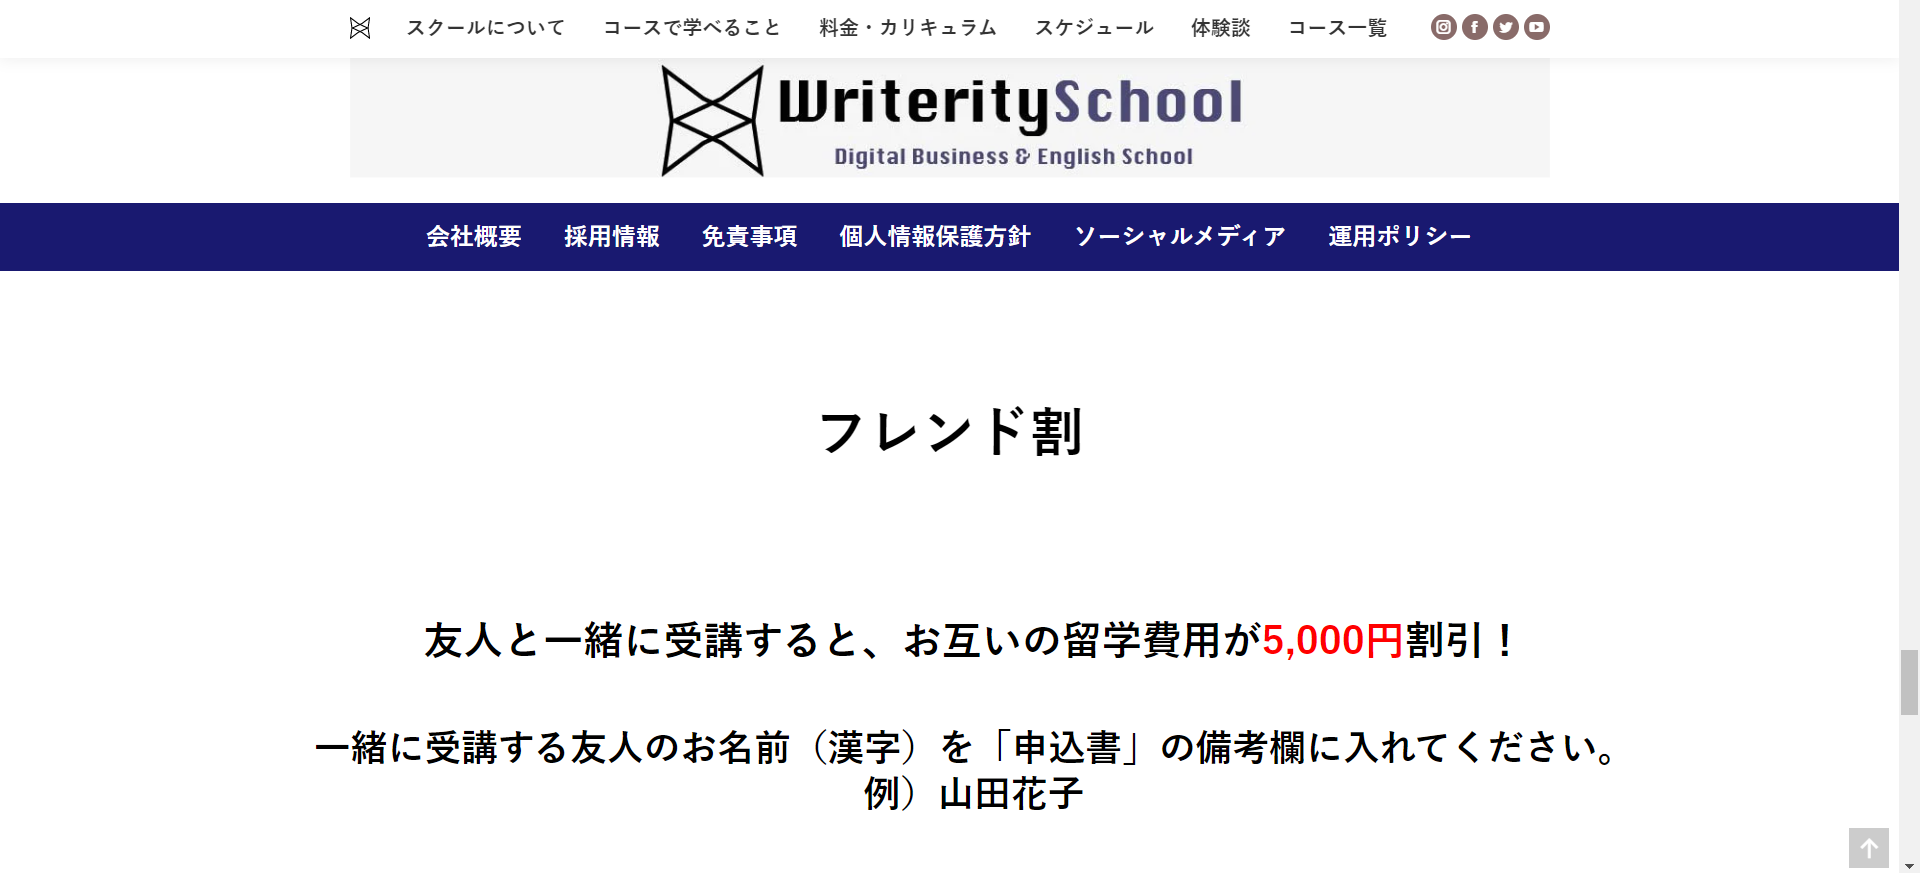 スクールについて コースで学べること 料金・カリキュラム スケジュール 体験談 コース一覧
WriteritySchool
Digital Business & English School
会社概要 採用情報 免責事項 個人情報保護方針 ソーシャルメディア 運用ポリシー
フレンド割
友人と一緒に受講すると、お互いの留学費用が5,000円割引！
一緒に受講する友人のお名前（漢字）を「申込書」の備考欄に入れてください。
例）山田花子